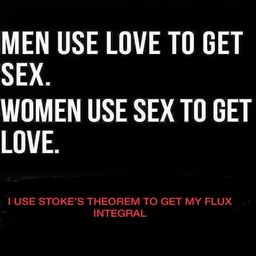 MEN USE LOVE TO GET
SEX.
WOMEN USE SEX TO GET
LOVE.
I USE STOKE'S THEOREM TO GET MY FLUX
INTEGRAL